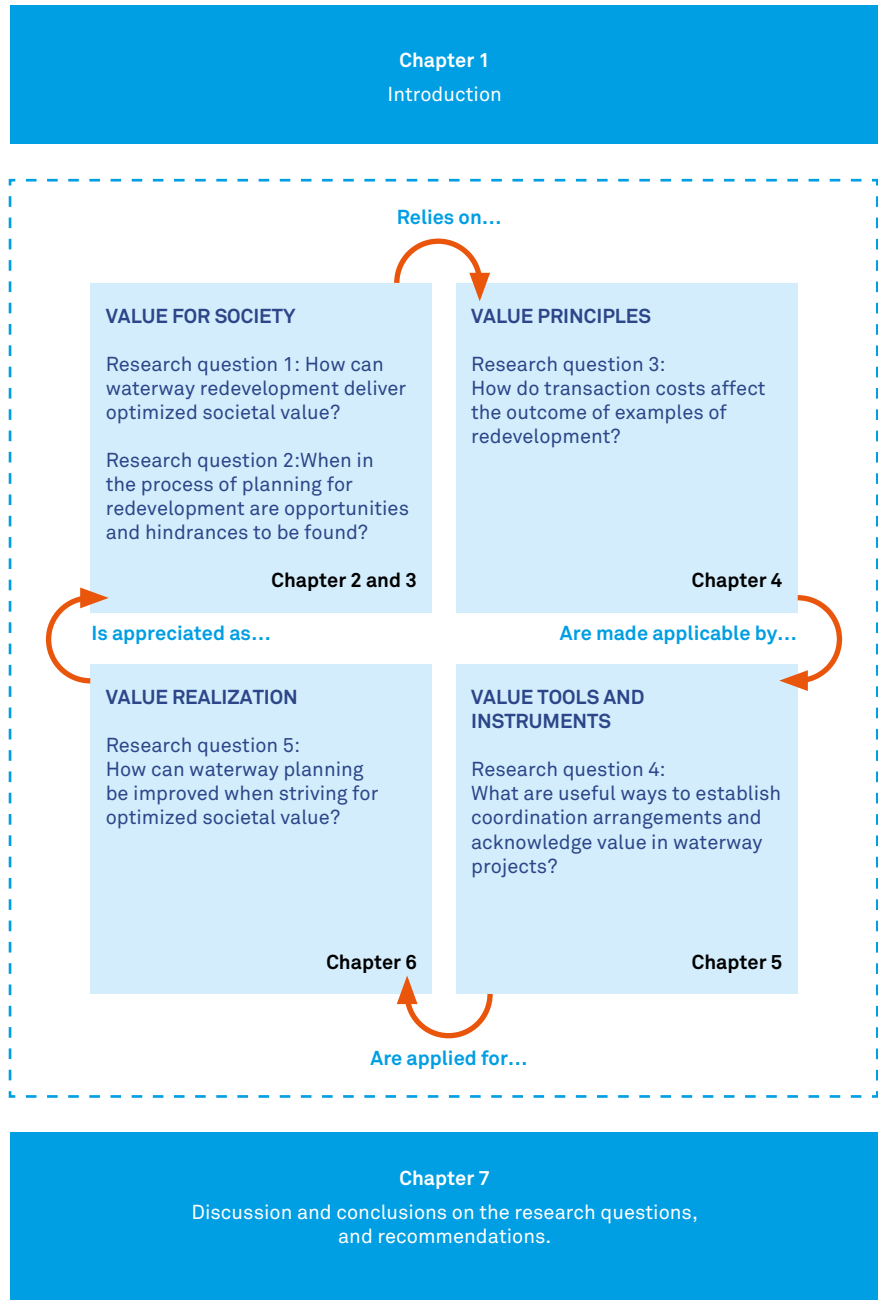 Chapter 1
Introduction
Relies on...
VALUE FOR SOCIETY
Research question 1: How can
waterway redevelopment deliver
optimized societal value?
Research question 2:When in
the process of planning for
redevelopment are opportunities
and hindrances to be found?
Chapter 2 and 3
VALUE PRINCIPLES
Research question 3:
How do transaction costs affect
the outcome of examples of
redevelopment?
Chapter 4
Is appreciated as...
Are made applicable by...
VALUE REALIZATION
Research question 5:
How can waterway planning
be improved when striving for
optimized societal value?
Chapter 6
VALUE TOOLS AND
INSTRUMENTS
Research question 4:
What are useful ways to establish
coordination arrangements and
acknowledge value in waterway
projects?
Chapter 5
Are applied for...
Chapter 7
Discussion and conclusions on the research questions,
and recommendations.